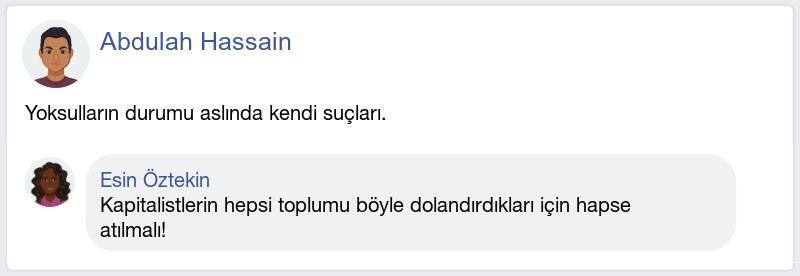 Abdulah Hassain
Yoksulların durumu aslında kendi suçları.
Esin Öztekin
Kapitalistlerin hepsi toplumu böyle dolandırdıkları için hapse
atılmalı!